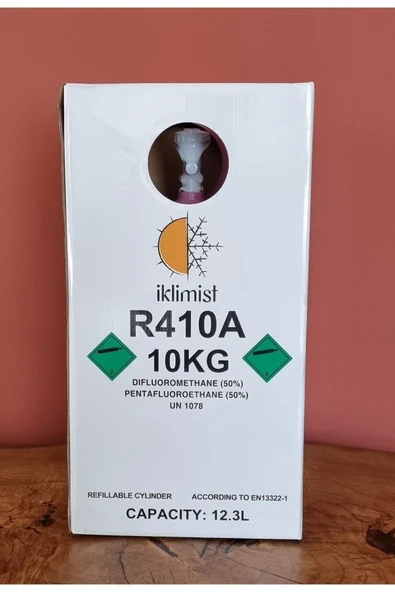 iklimist
R410A
10KG
DIFLUOROMETHANE (50%)
PENTAFLUOROETHANE (50%)
UN 1078
REFILLABLE CYLINDER ACCORDING TO EN13322-1
CAPACITY: 12.3L